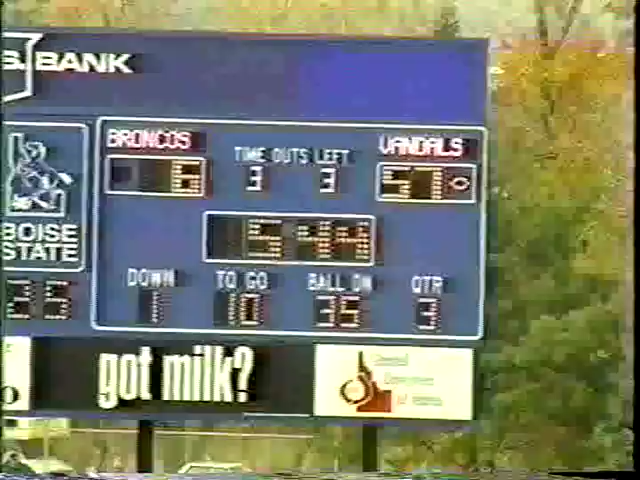 S. BANK
BRONCOS
TIME OUTS LEFT
VANDALS
6
3
3
57
BOISE
STATE
5 44
DOWN
TO GO
BALL ON
QTR
1
10
35
3
got milk?